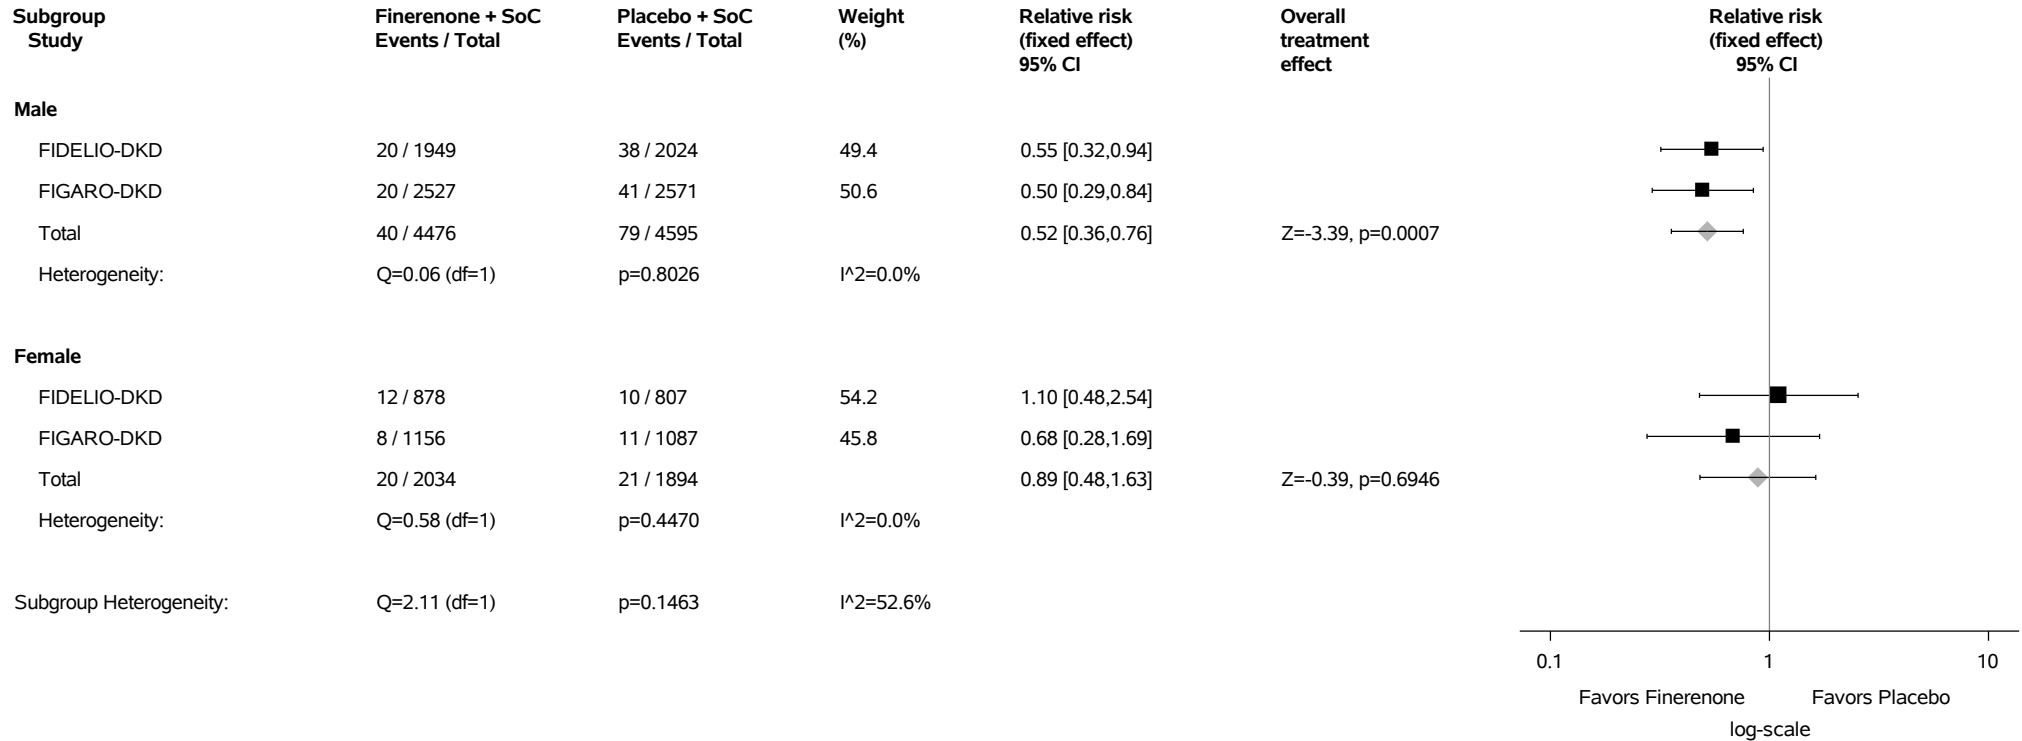 Subgroup Finerenone + SoC Placebo + SoC Weight Relative risk Overall Relative risk
Study Events / Total Events / Total (%) (fixed effect) treatment (fixed effect)
95% CI effect 95% CI
Male
FIDELIO-DKD 20 / 1949 38 / 2024 49.4 0.55 [0.32,0.94]
FIGARO-DKD 20 / 2527 41 / 2571 50.6 0.50 [0.29,0.84]
Total 40 / 4476 79 / 4595 0.52 [0.36,0.76] Z=-3.39, p=0.0007
Heterogeneity: Q=0.06 (df=1) p=0.8026 I^2=0.0%
Female
FIDELIO-DKD 12 / 878 10 / 807 54.2 1.10 [0.48,2.54]
FIGARO-DKD 8 / 1156 11 / 1087 45.8 0.68 [0.28,1.69]
Total 20 / 2034 21 / 1894 0.89 [0.48,1.63] Z=-0.39, p=0.6946
Heterogeneity: Q=0.58 (df=1) p=0.4470 I^2=0.0%
Subgroup Heterogeneity: Q=2.11 (df=1) p=0.1463 I^2=52.6%
0.1 1 10
Favors Finerenone Favors Placebo
log-scale